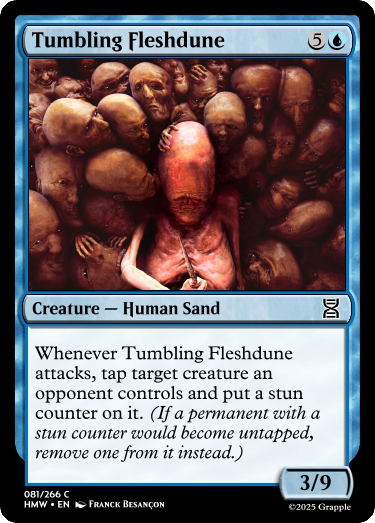 Tumbling Fleshdune 5
Creature — Human Sand
Whenever Tumbling Fleshdune
attacks, tap target creature an
opponent controls and put a stun
counter on it. (If a permanent with a
stun counter would become untapped,
remove one from it instead.)
3/9
081/266 C
HMW • EN Franck Besançon
©2025 Grapple